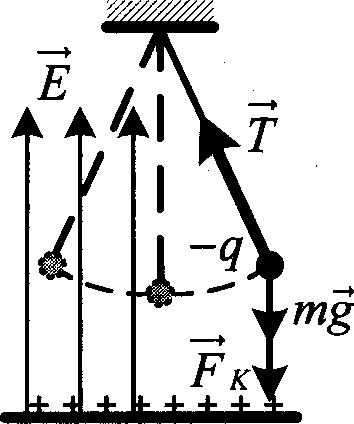 E⃗
T⃗
−q
mg⃗
F⃗ K
+ + + + + + + +